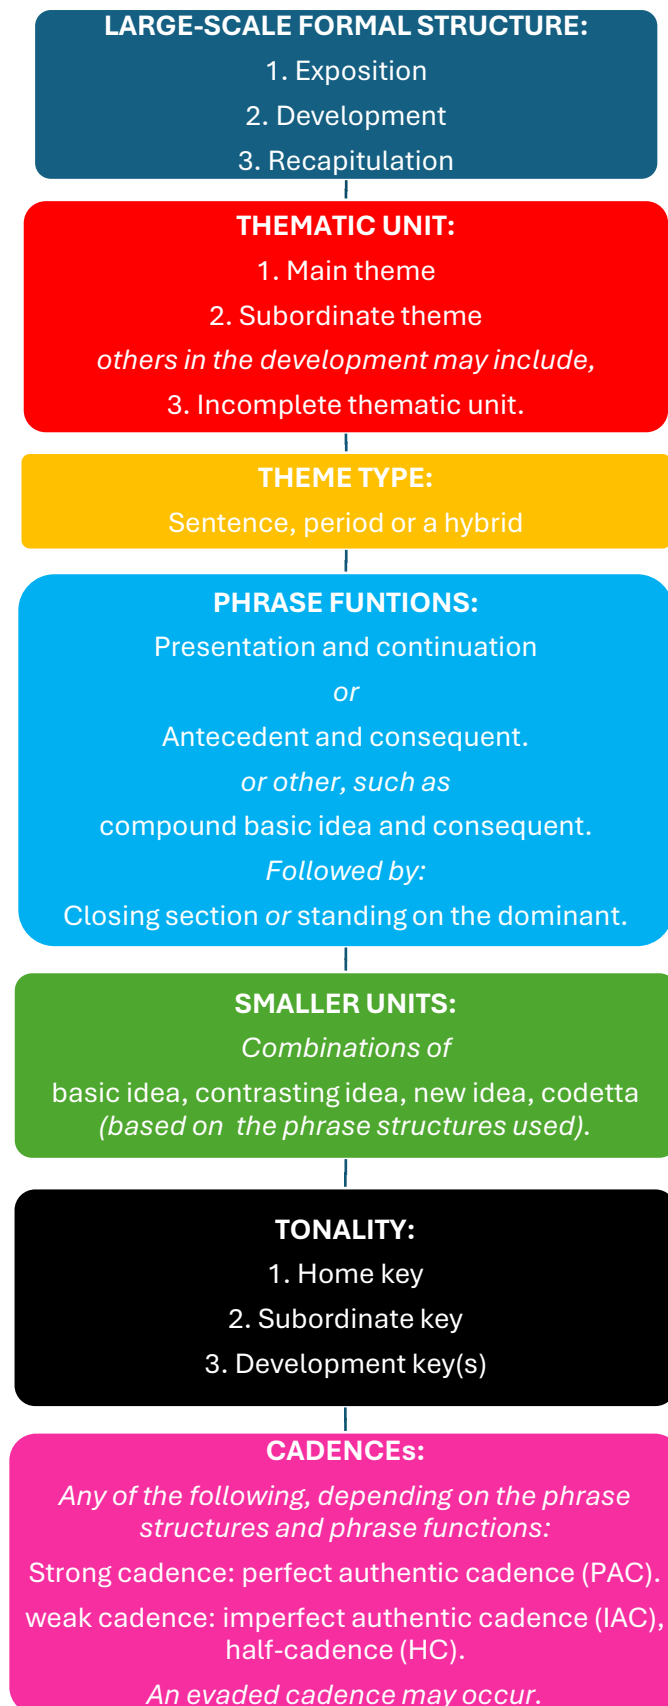 LARGE-SCALE FORMAL STRUCTURE:
1. Exposition
2. Development
3. Recapitulation
THEMATIC UNIT:
1. Main theme
2. Subordinate theme
others in the development may include,
3. Incomplete thematic unit.
THEME TYPE:
Sentence, period or a hybrid
PHRASE FUNTIONS:
Presentation and continuation
or
Antecedent and consequent.
or other, such as
compound basic idea and consequent.
Followed by:
Closing section or standing on the dominant.
SMALLER UNITS:
Combinations of
basic idea, contrasting idea, new idea, codetta
(based on the phrase structures used).
TONALITY:
1. Home key
2. Subordinate key
3. Development key(s)
CADENCEs:
Any of the following, depending on the phrase
structures and phrase functions:
Strong cadence: perfect authentic cadence (PAC).
weak cadence: imperfect authentic cadence (IAC),
half-cadence (HC).
An evaded cadence may occur.